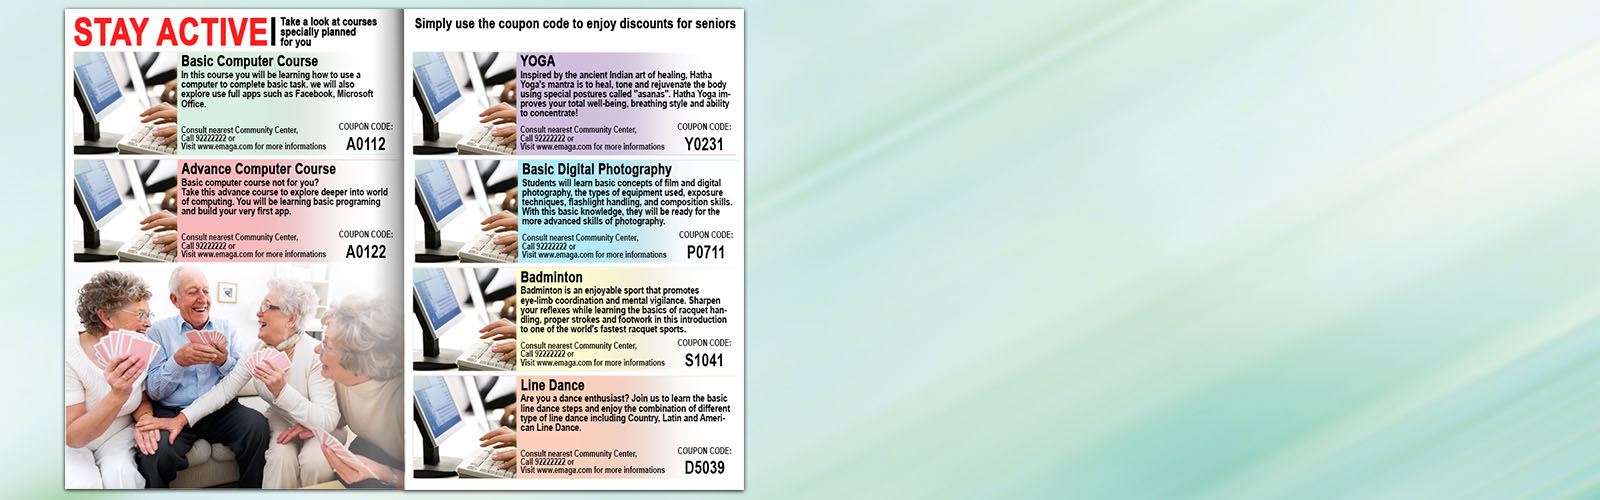 STAY ACTIVE
Take a look at courses
specially planned
for you
Basic Computer Course
In this course you will be learning how to use a
computer to complete basic task. we will also
explore use full apps such as Facebook, Microsoft
Office.
Consult nearest Community Center,
Call 92222222 or
Visit www.emaga.com for more informations
COUPON CODE:
A0112
Advance Computer Course
Basic computer course not for you?
Take this advance course to explore deeper into world
of computing. You will be learning basic programing
and build your very first app.
Consult nearest Community Center,
Call 92222222 or
Visit www.emaga.com for more informations
COUPON CODE:
A0122
Simply use the coupon code to enjoy discounts for seniors
YOGA
Inspired by the ancient Indian art of healing, Hatha
Yoga's mantra is to heal, tone and rejuvenate the body
using special postures called "asanas". Hatha Yoga im-
proves your total well-being, breathing style and ability
to concentrate!
Consult nearest Community Center,
Call 92222222 or
Visit www.emaga.com for more informations
COUPON CODE:
Y0231
Basic Digital Photography
Students will learn basic concepts of film and digital
photography, the types of equipment used, exposure
techniques, flashlight handling, and composition skills.
With this basic knowledge, they will be ready for the
more advanced skills of photography.
Consult nearest Community Center,
Call 92222222 or
Visit www.emaga.com for more informations
COUPON CODE:
P0711
Badminton
Badminton is an enjoyable sport that promotes
eye-limb coordination and mental vigilance. Sharpen
your reflexes while learning the basics of racquet han-
dling, proper strokes and footwork in this introduction
to one of the world's fastest racquet sports.
Consult nearest Community Center,
Call 92222222 or
Visit www.emaga.com for more informations
COUPON CODE:
S1041
Line Dance
Are you a dance enthusiast? Join us to learn the basic
line dance steps and enjoy the combination of different
type of line dance including Country, Latin and Ameri-
can Line Dance.
Consult nearest Community Center,
Call 92222222 or
Visit www.emaga.com for more informations
COUPON CODE:
D5039